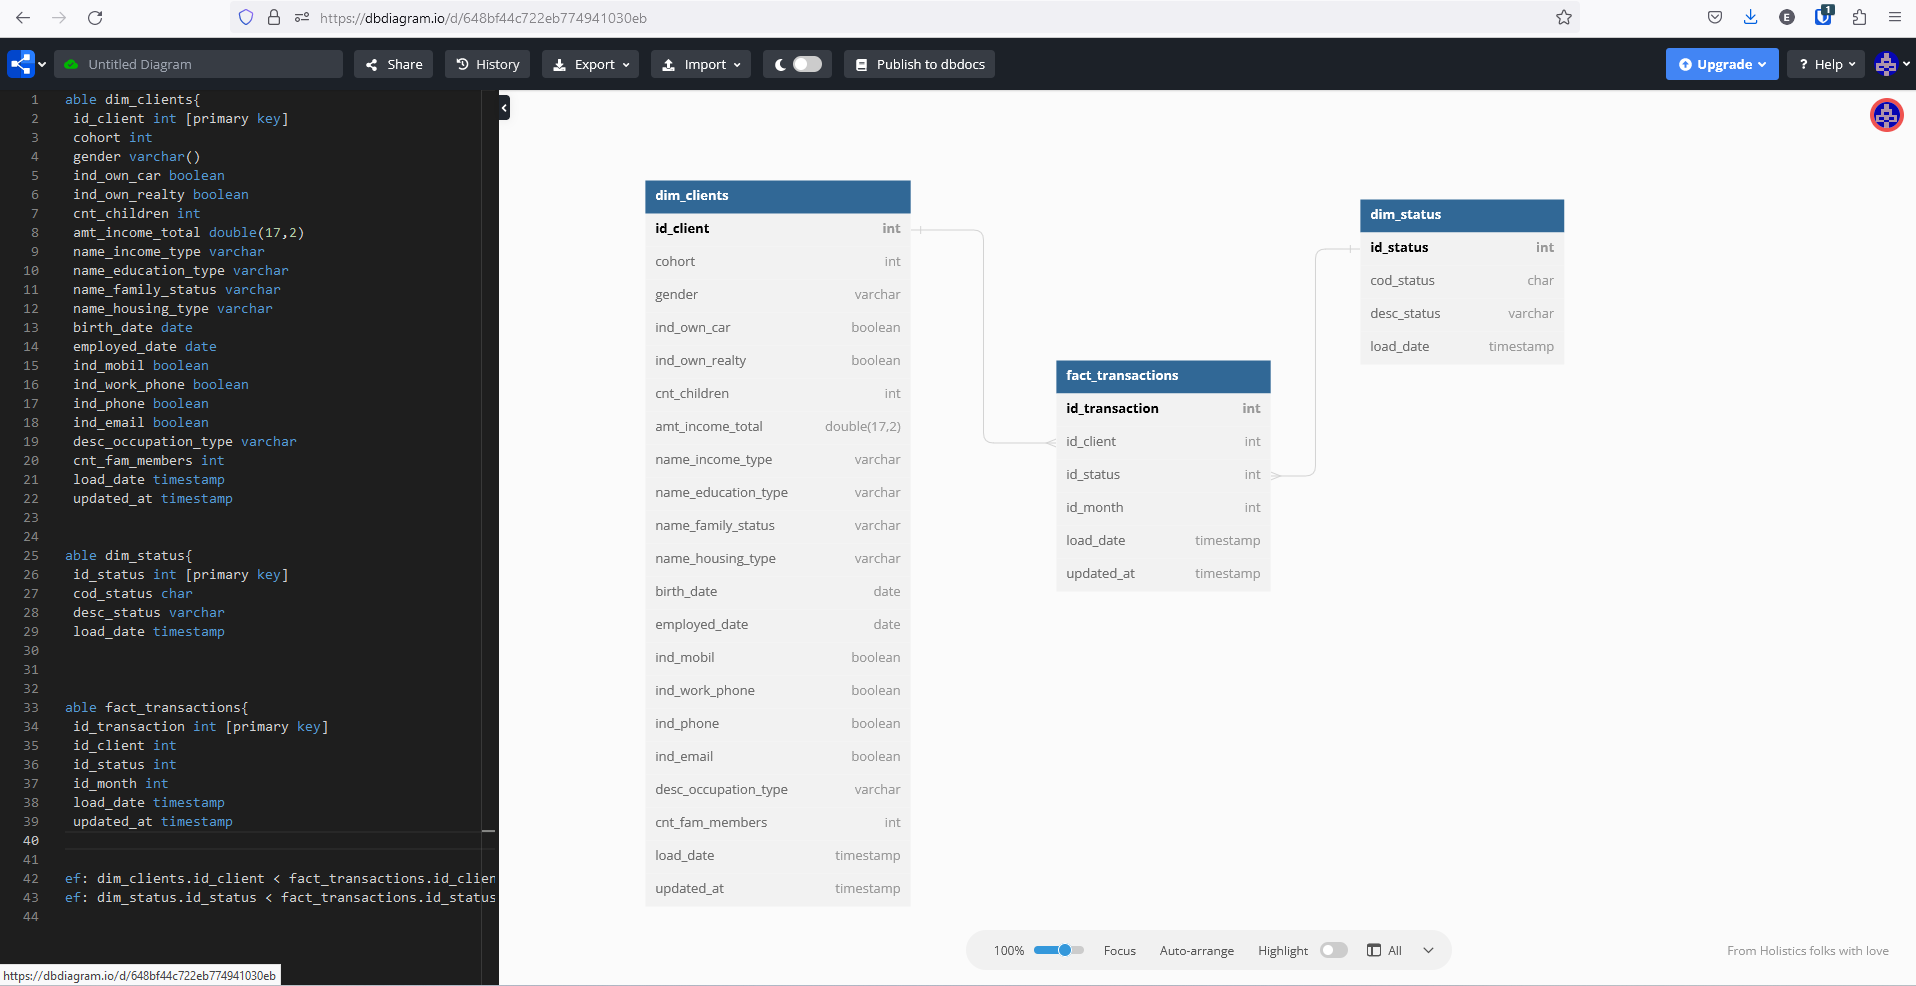 https://dbdiagram.io/d/648bf44c722eb774941030eb
E
1
Untitled Diagram
Share
History
Export
Import
Publish to dbdocs
Upgrade
? Help
1 able dim_clients{
2 id_client int [primary key]
3 cohort int
4 gender varchar()
5 ind_own_car boolean
6 ind_own_realty boolean
7 cnt_children int
8 amt_income_total double(17,2)
9 name_income_type varchar
10 name_education_type varchar
11 name_family_status varchar
12 name_housing_type varchar
13 birth_date date
14 employed_date date
15 ind_mobil boolean
16 ind_work_phone boolean
17 ind_phone boolean
18 ind_email boolean
19 desc_occupation_type varchar
20 cnt_fam_members int
21 load_date timestamp
22 updated_at timestamp
23
24
25 able dim_status{
26 id_status int [primary key]
27 cod_status char
28 desc_status varchar
29 load_date timestamp
30
31
32
33 able fact_transactions{
34 id_transaction int [primary key]
35 id_client int
36 id_status int
37 id_month int
38 load_date timestamp
39 updated_at timestamp
40
41
42 ef: dim_clients.id_client < fact_transactions.id_clien
43 ef: dim_status.id_status < fact_transactions.id_status
44
https://dbdiagram.io/d/648bf44c722eb774941030eb
dim_clients
id_client int
cohort int
gender varchar
ind_own_car boolean
ind_own_realty boolean
cnt_children int
amt_income_total double(17,2)
name_income_type varchar
name_education_type varchar
name_family_status varchar
name_housing_type varchar
birth_date date
employed_date date
ind_mobil boolean
ind_work_phone boolean
ind_phone boolean
ind_email boolean
desc_occupation_type varchar
cnt_fam_members int
load_date timestamp
updated_at timestamp
fact_transactions
id_transaction int
id_client int
id_status int
id_month int
load_date timestamp
updated_at timestamp
dim_status
id_status int
cod_status char
desc_status varchar
load_date timestamp
100%
Focus
Auto-arrange
Highlight
All
From Holistics folks with love